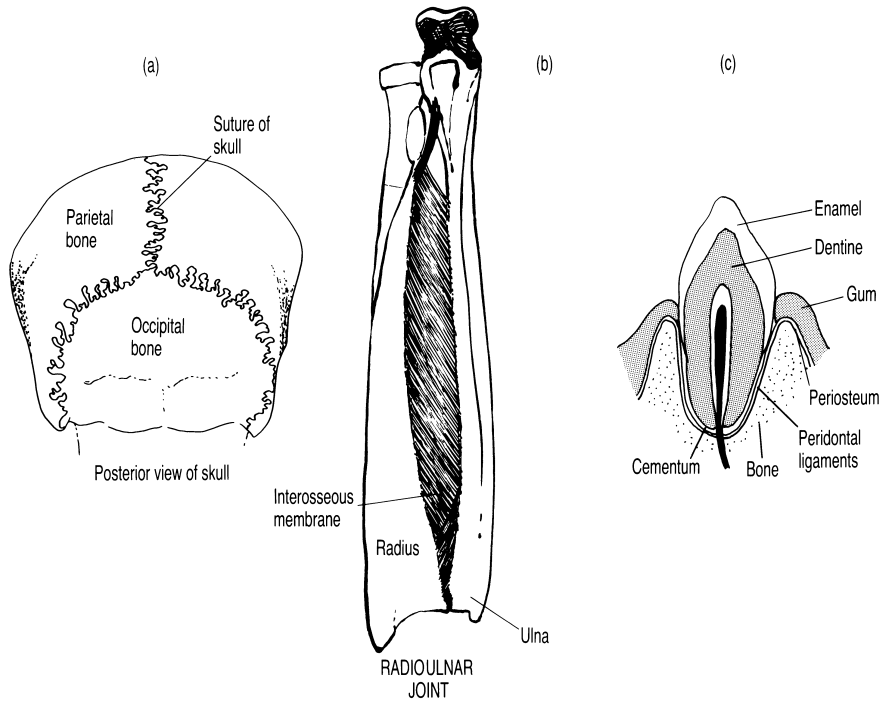 (a)
Suture of
skull
Parietal
bone
Occipital
bone
Posterior view of skull
(b)
Interosseous
membrane
Radius
Ulna
RADIOULNAR
JOINT
(c)
Enamel
Dentine
Gum
Periosteum
Peridontal
ligaments
Cementum
Bone